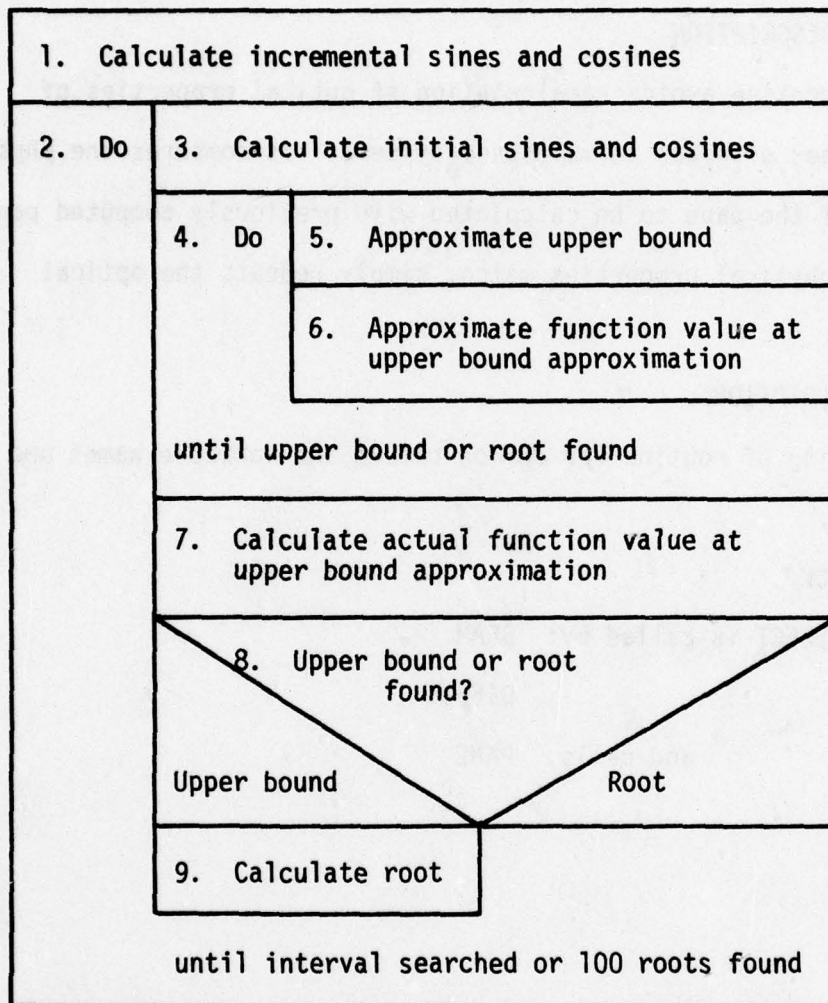 1. Calculate incremental sines and cosines
2. Do
3. Calculate initial sines and cosines
4. Do
5. Approximate upper bound
6. Approximate function value at
upper bound approximation
until upper bound or root found
7. Calculate actual function value at
upper bound approximation
8. Upper bound or root
found?
Upper bound
Root
9. Calculate root
until interval searched or 100 roots found